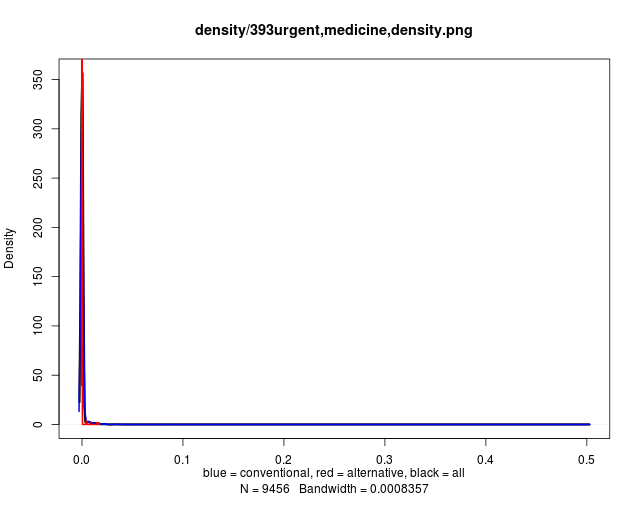 density/393urgent,medicine,density.png
350
300
250
200
150
100
50
0
Density
0.0 0.1 0.2 0.3 0.4 0.5
blue = conventional, red = alternative, black = all
N = 9456 Bandwidth = 0.0008357